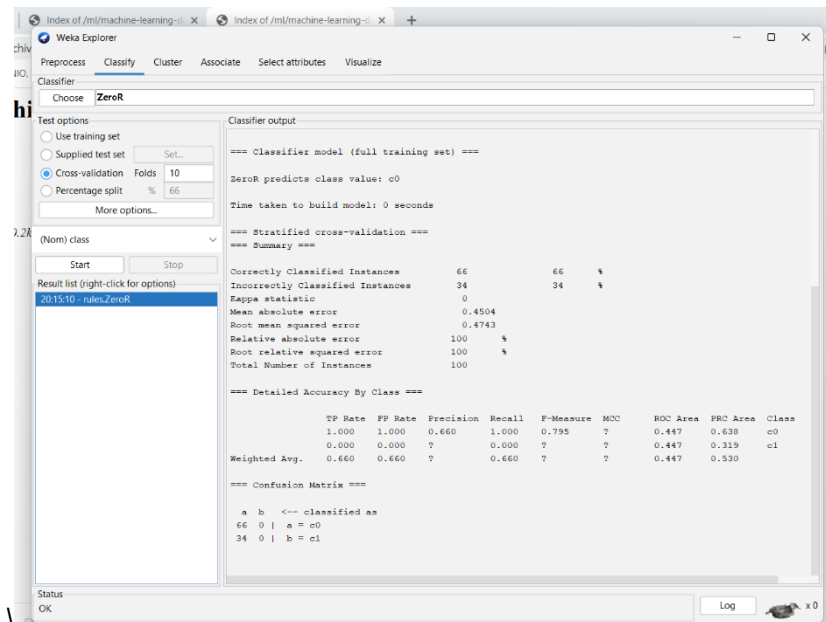 Index of /ml/machine-learning-d × Index of /ml/machine-learning-d × +
Weka Explorer
Preprocess Classify Cluster Associate Select attributes Visualize
Classifier
Choose ZeroR
Test options
Use training set
Supplied test set Set...
Cross-validation Folds 10
Percentage split % 66
More options...
(Nom) class
Start Stop
Result list (right-click for options)
20:15:10 - rules.ZeroR
Classifier output
=== Classifier model (full training set) ===
ZeroR predicts class value: c0
Time taken to build model: 0 seconds
=== Stratified cross-validation ===
=== Summary ===
Correctly Classified Instances 66 66 %
Incorrectly Classified Instances 34 34 %
Kappa statistic 0
Mean absolute error 0.4504
Root mean squared error 0.4743
Relative absolute error 100 %
Root relative squared error 100 %
Total Number of Instances 100
=== Detailed Accuracy By Class ===
TP Rate FP Rate Precision Recall F-Measure MCC ROC Area PRC Area Class
1.000 1.000 0.660 1.000 0.795 ? 0.447 0.638 c0
0.000 0.000 ? 0.000 ? ? 0.447 0.319 c1
Weighted Avg. 0.660 0.660 ? 0.660 ? ? 0.447 0.530
=== Confusion Matrix ===
a b <-- classified as
66 0 | a = c0
34 0 | b = c1
Status
OK
Log x 0
\